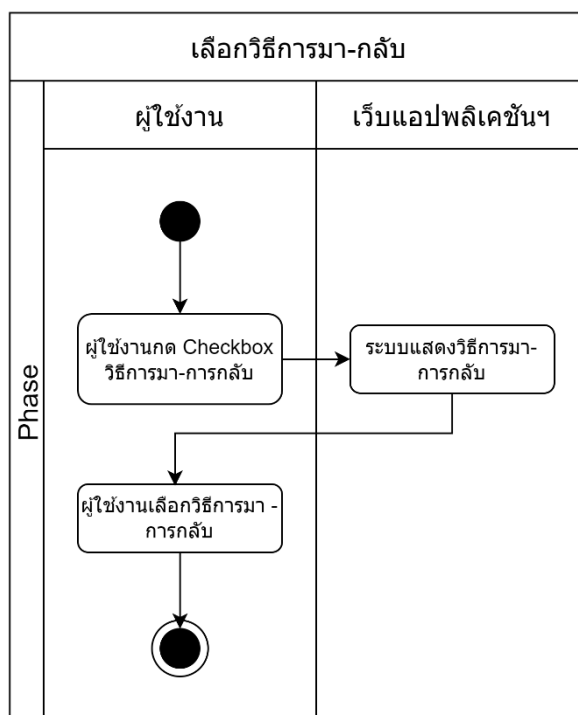 เลือกวิธีการมา-กลับ
ผู้ใช้งาน
เว็บแอปพลิเคชันฯ
Phase
ผู้ใช้งานกด Checkbox
วิธีการมา-การกลับ
ระบบแสดงวิธีการมา-
การกลับ
ผู้ใช้งานเลือกวิธีการมา -
การกลับ